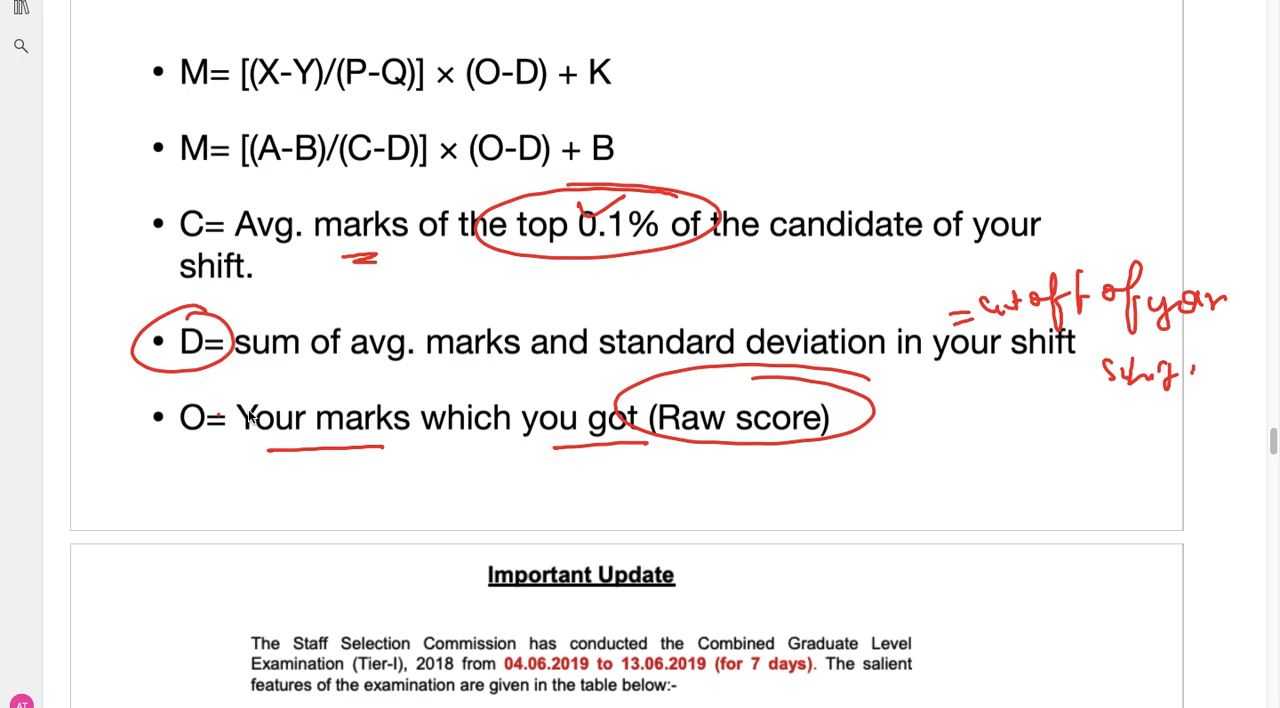 • M= [(X-Y)/(P-Q)] × (O-D) + K
• M= [(A-B)/(C-D)] × (O-D) + B
• C= Avg. marks of the top 0.1% of the candidate of your
shift.
= cutoff of your
• D= sum of avg. marks and standard deviation in your shift
• O= Your marks which you got (Raw score)
Important Update
The Staff Selection Commission has conducted the Combined Graduate Level
Examination (Tier-I), 2018 from 04.06.2019 to 13.06.2019 (for 7 days). The salient
features of the examination are given in the table below:-
AT